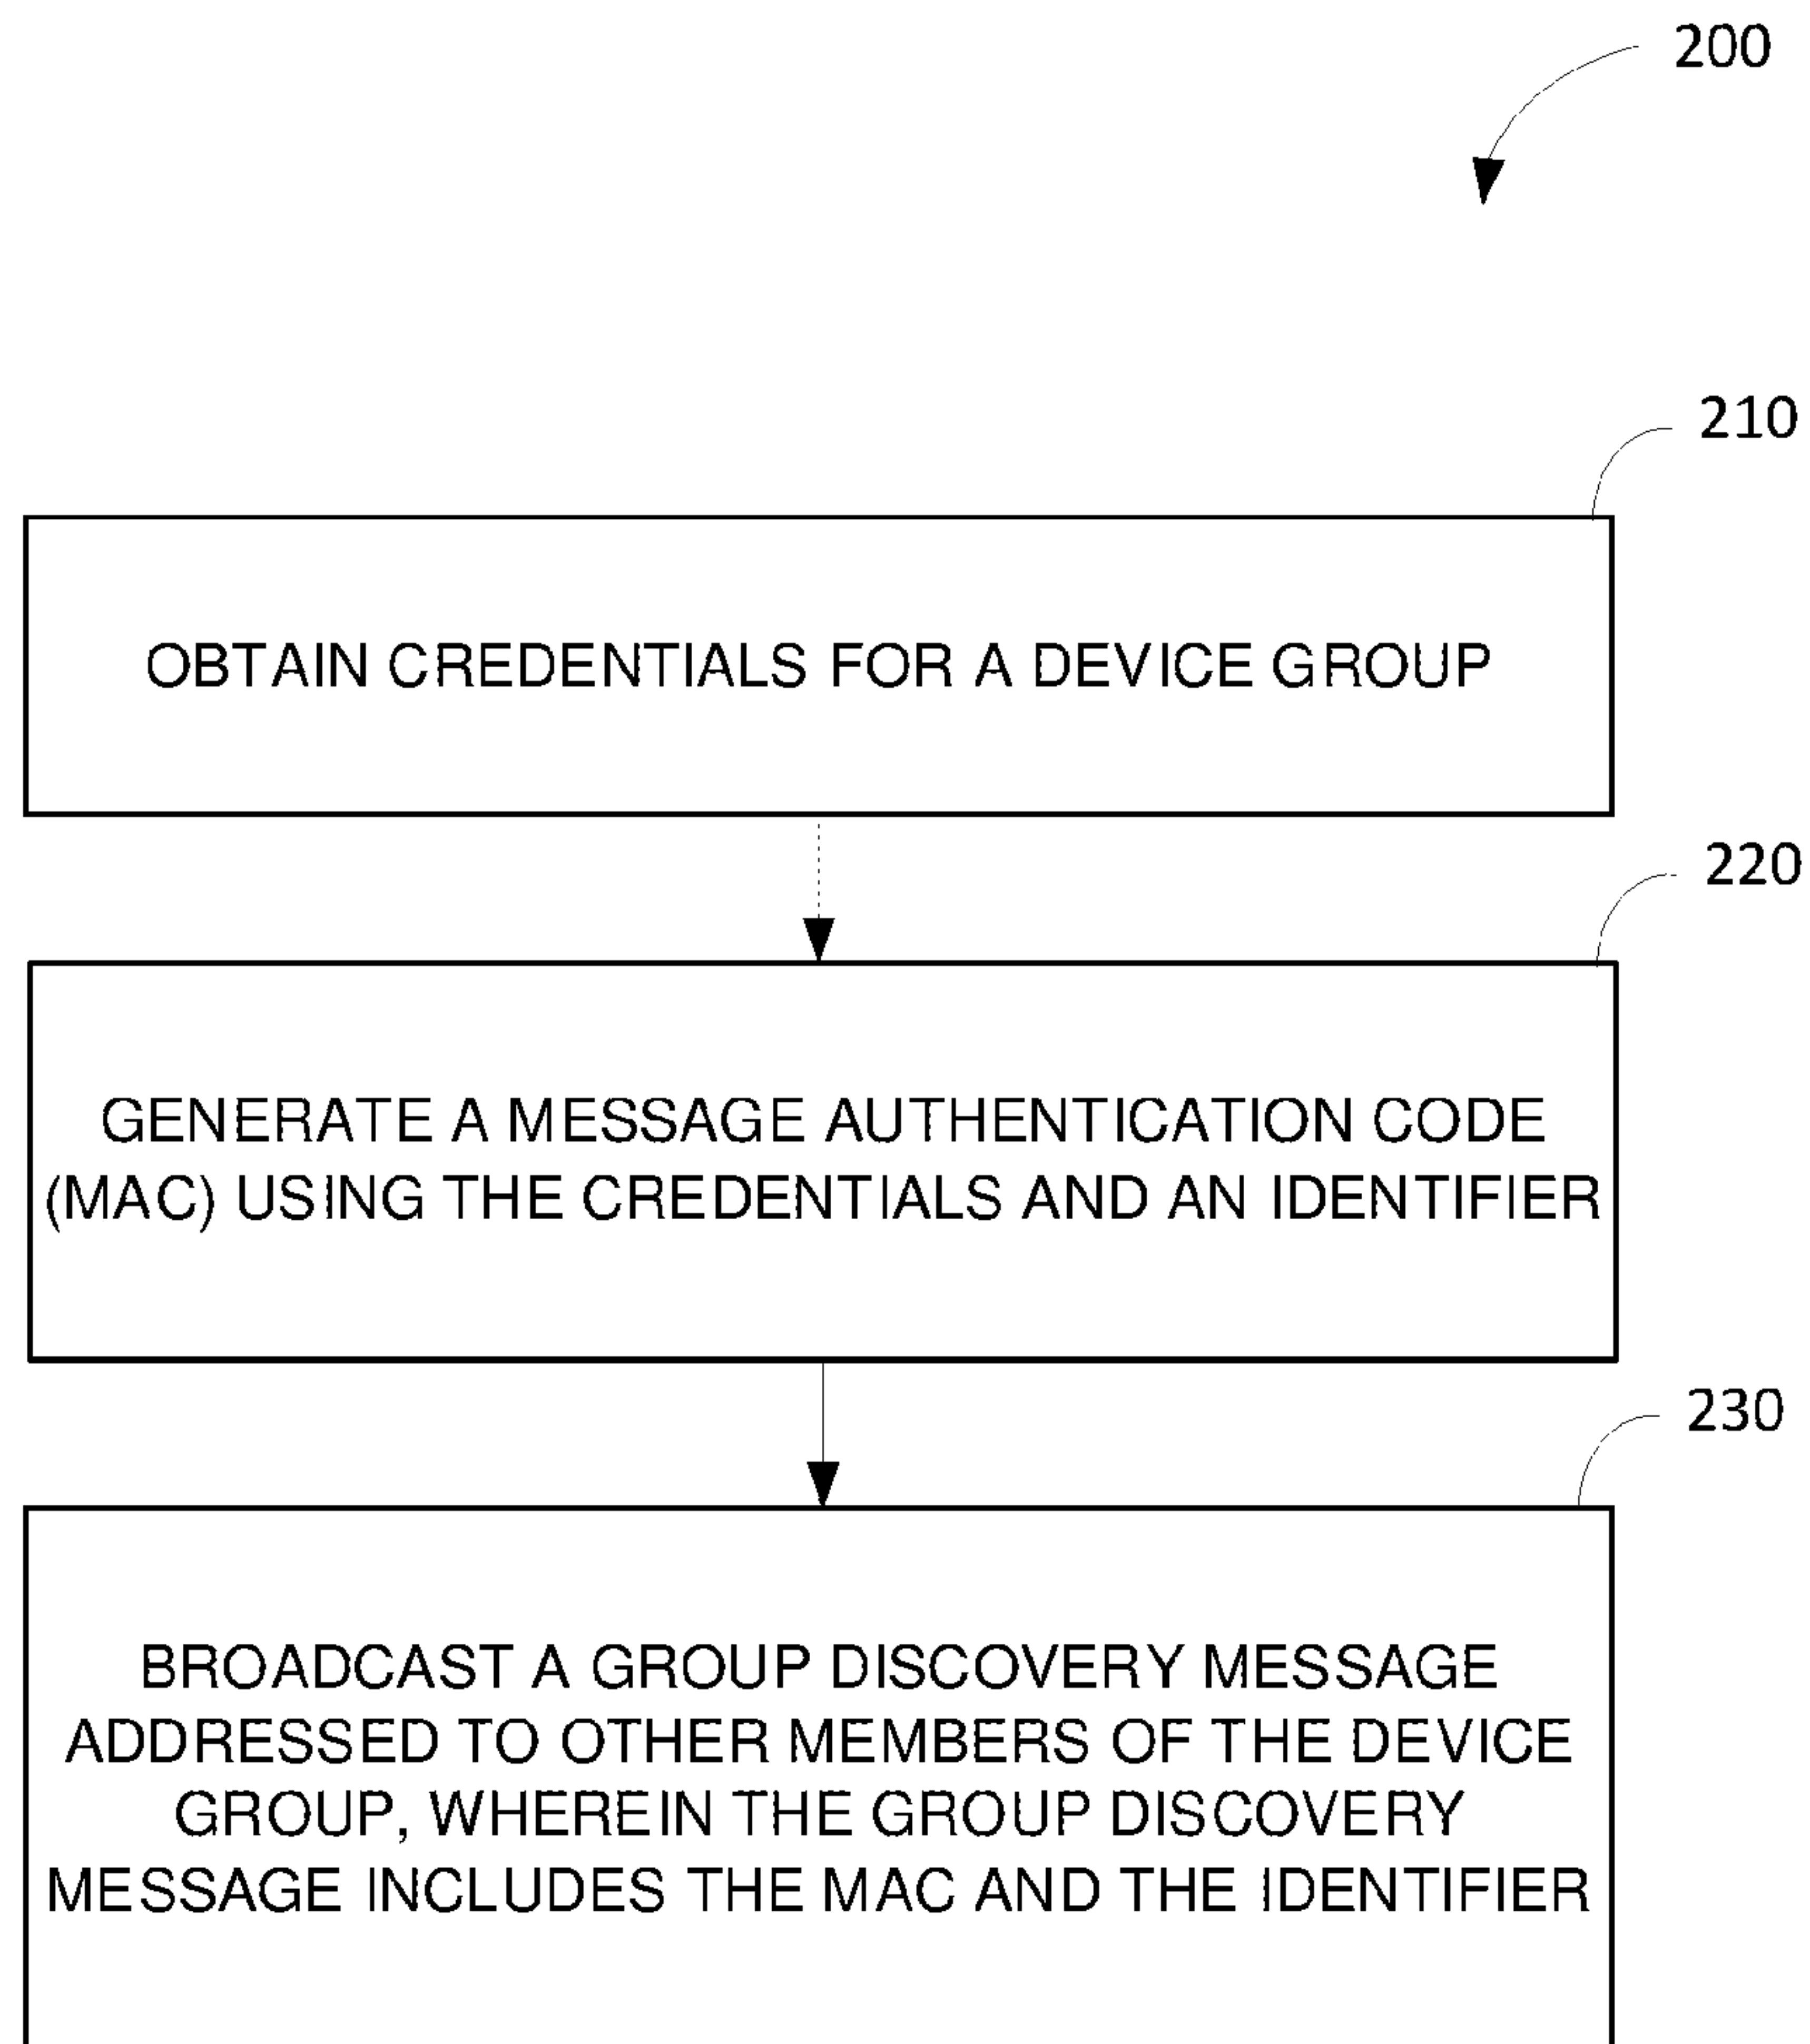 200
210
OBTAIN CREDENTIALS FOR A DEVICE GROUP
220
GENERATE A MESSAGE AUTHENTICATION CODE
(MAC) USING THE CREDENTIALS AND AN IDENTIFIER
230
BROADCAST A GROUP DISCOVERY MESSAGE
ADDRESSED TO OTHER MEMBERS OF THE DEVICE
GROUP, WHEREIN THE GROUP DISCOVERY
MESSAGE INCLUDES THE MAC AND THE IDENTIFIER